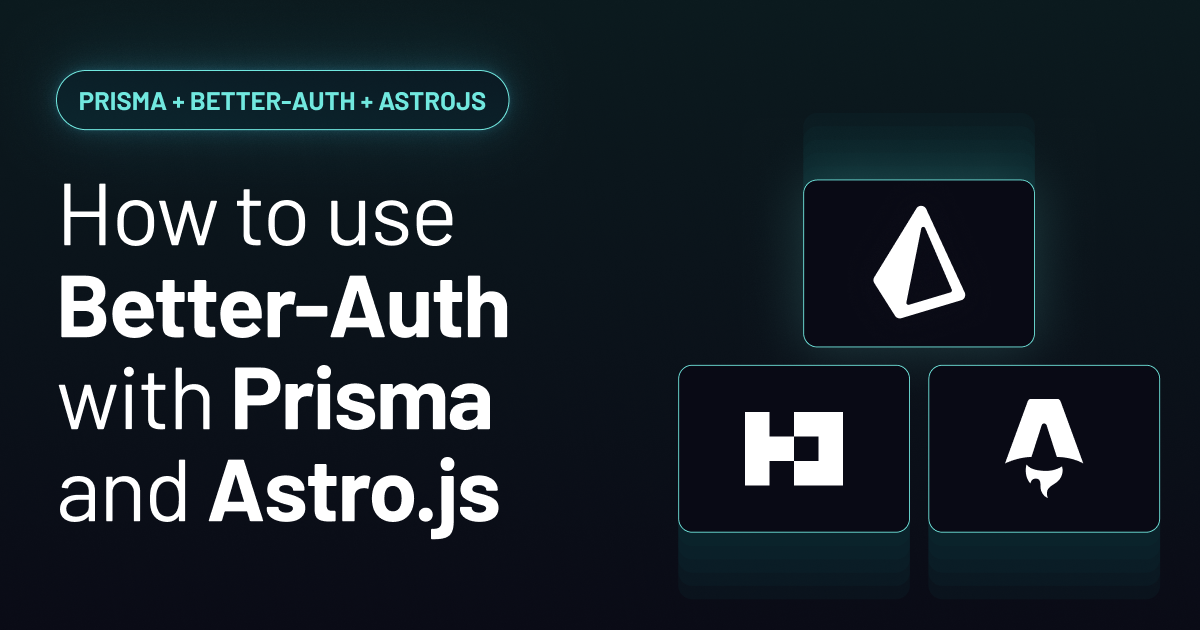 PRISMA + BETTER-AUTH + ASTROJS
How to use
Better-Auth
with Prisma
and Astro.js